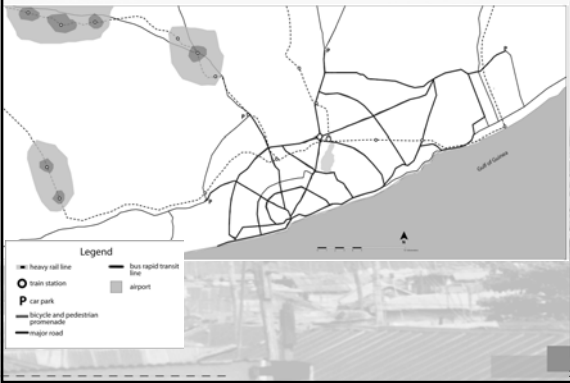 P
P
P
P
Gulf of Guinea
Legend
heavy rail line
train station
P car park
bicycle and pedestrian
promenade
major road
bus rapid transit
line
airport